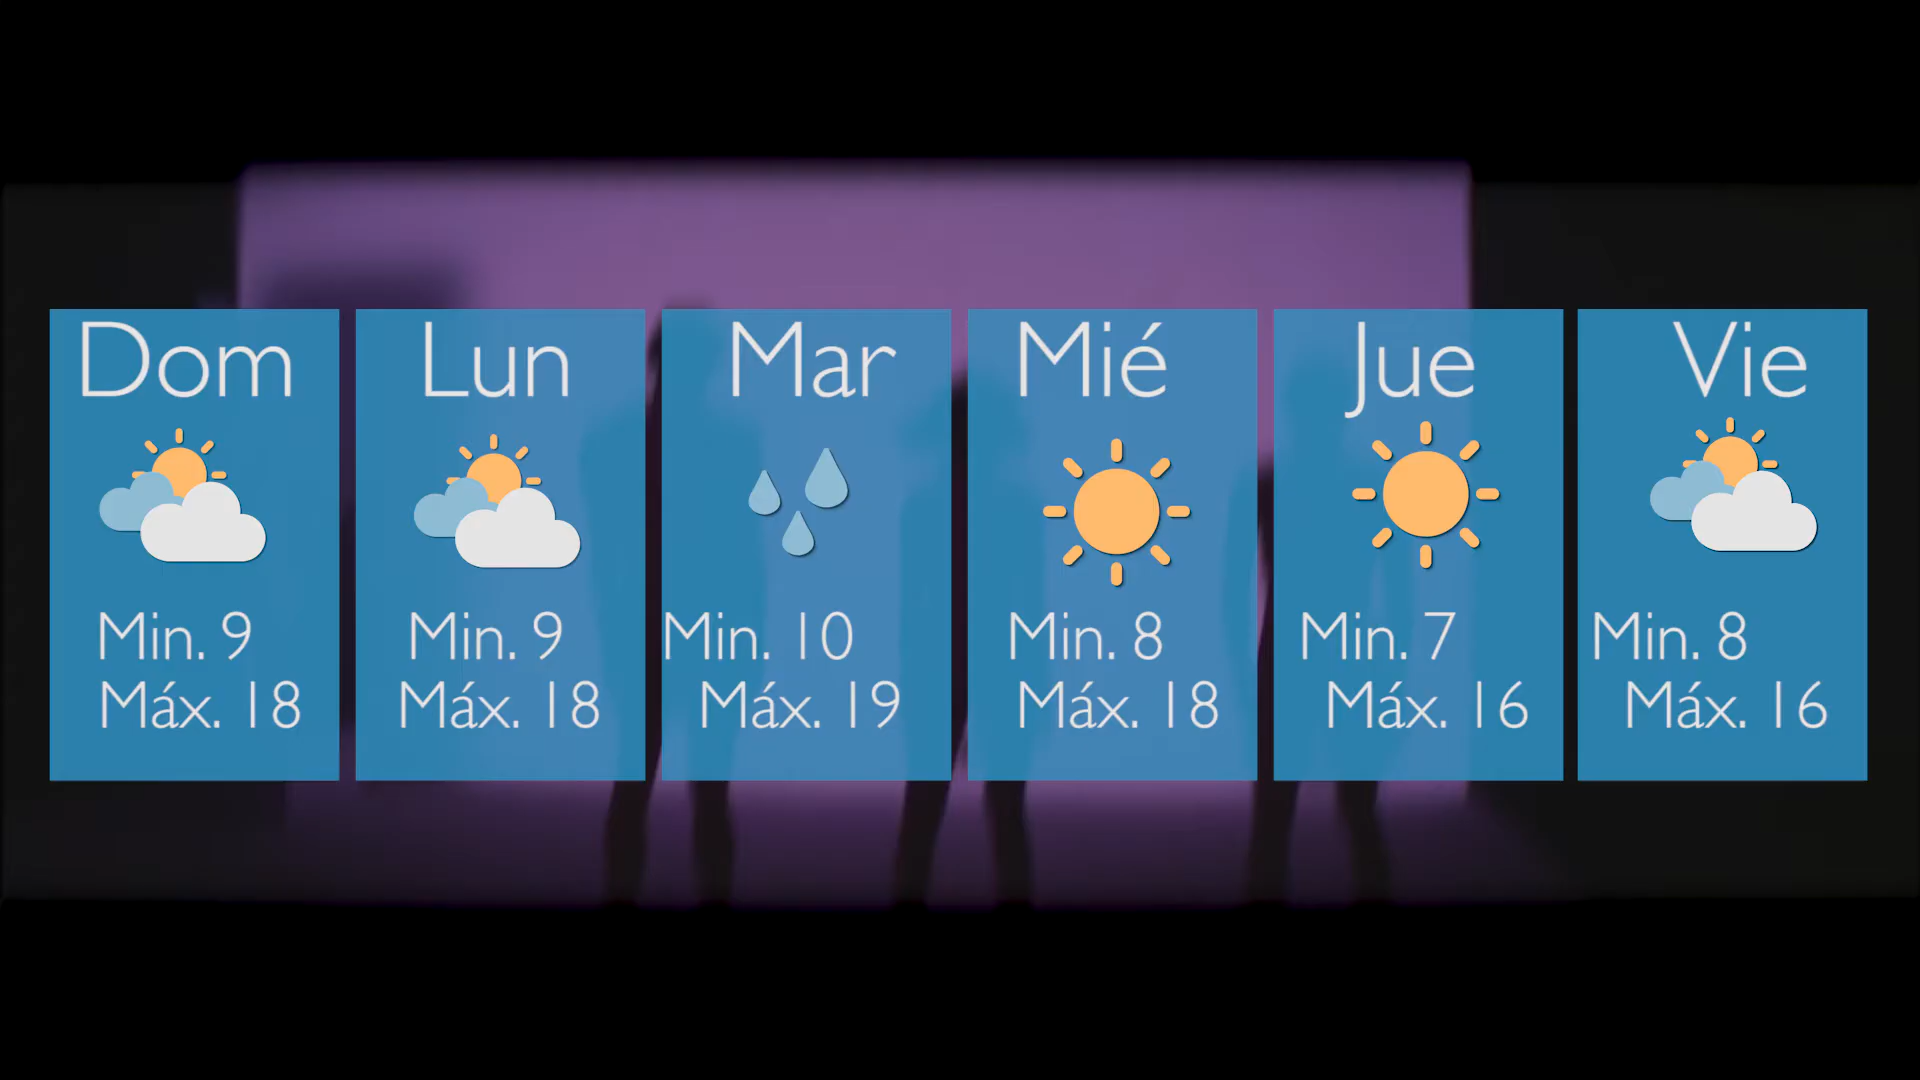 Dom
Min. 9
Máx. 18
Lun
Min. 9
Máx. 18
Mar
Min. 10
Máx. 19
Mié
Min. 8
Máx. 18
Jue
Min. 7
Máx. 16
Vie
Min. 8
Máx. 16